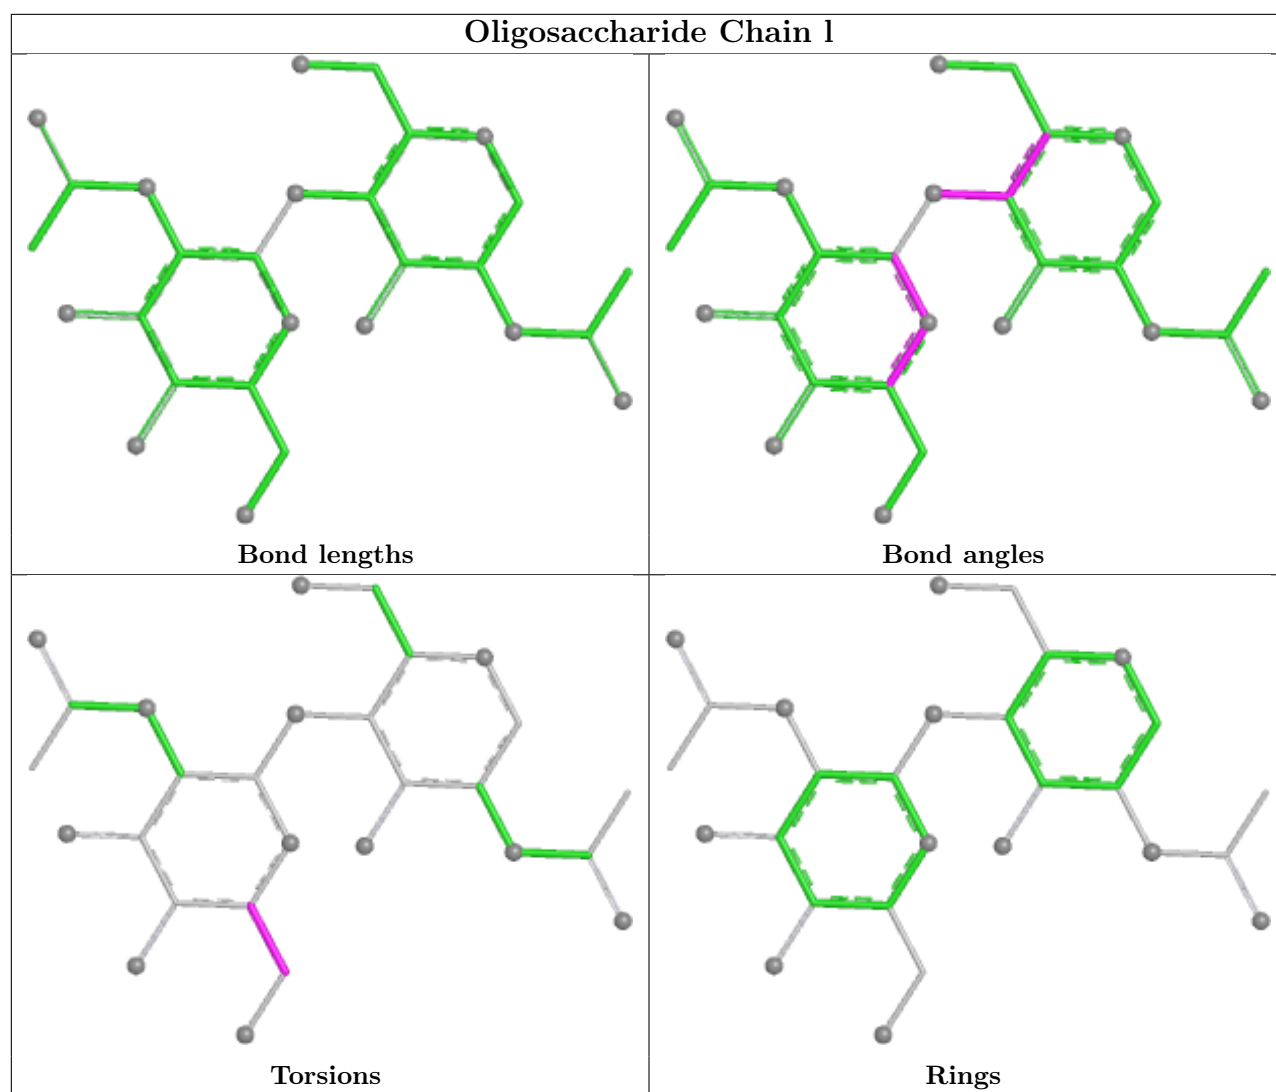 Oligosaccharide Chain l
Bond lengths
Bond angles
Torsions
Rings